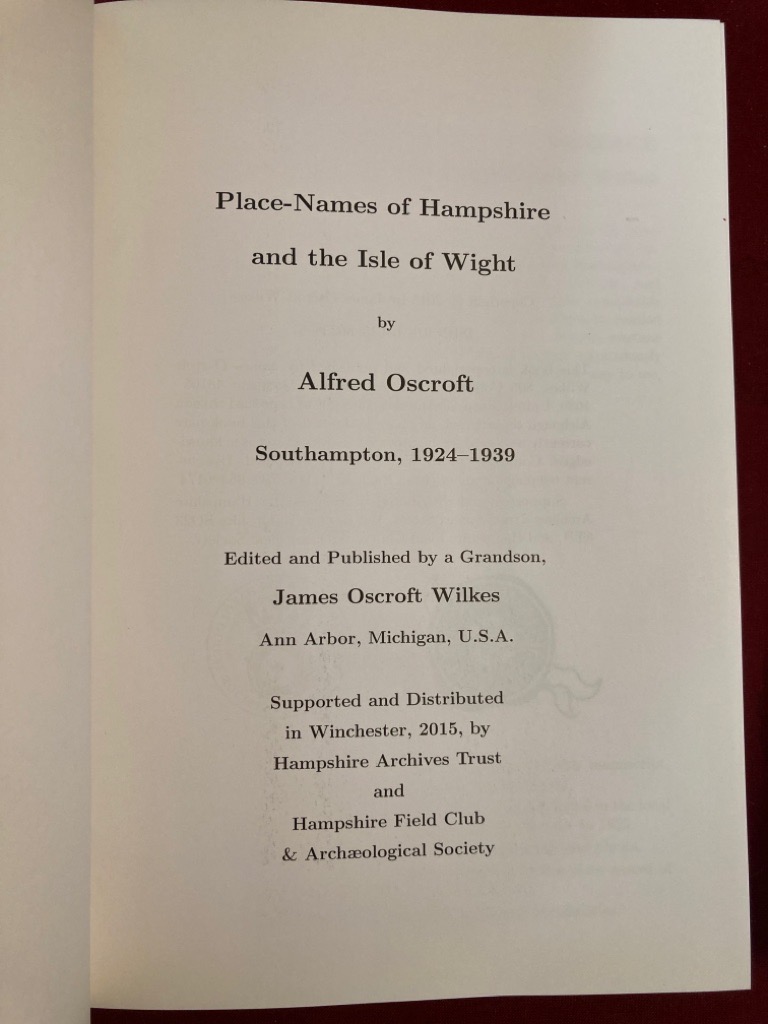 Place-Names of Hampshire
and the Isle of Wight
by
Alfred Oscroft
Southampton, 1924–1939
Edited and Published by a Grandson,
James Oscroft Wilkes
Ann Arbor, Michigan, U.S.A.
Supported and Distributed
in Winchester, 2015, by
Hampshire Archives Trust
and
Hampshire Field Club
& Archæological Society